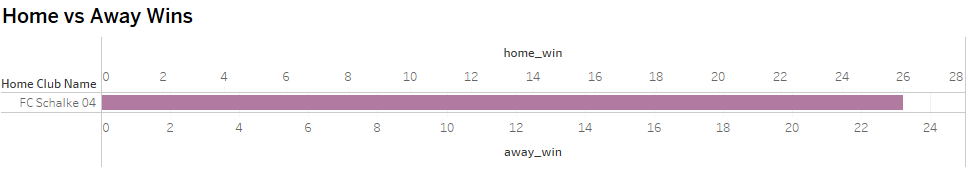 Home vs Away Wins
home_win
Home Club Name 0 2 4 6 8 10 12 14 16 18 20 22 24 26 28
FC Schalke 04
0 2 4 6 8 10 12 14 16 18 20 22 24
away_win